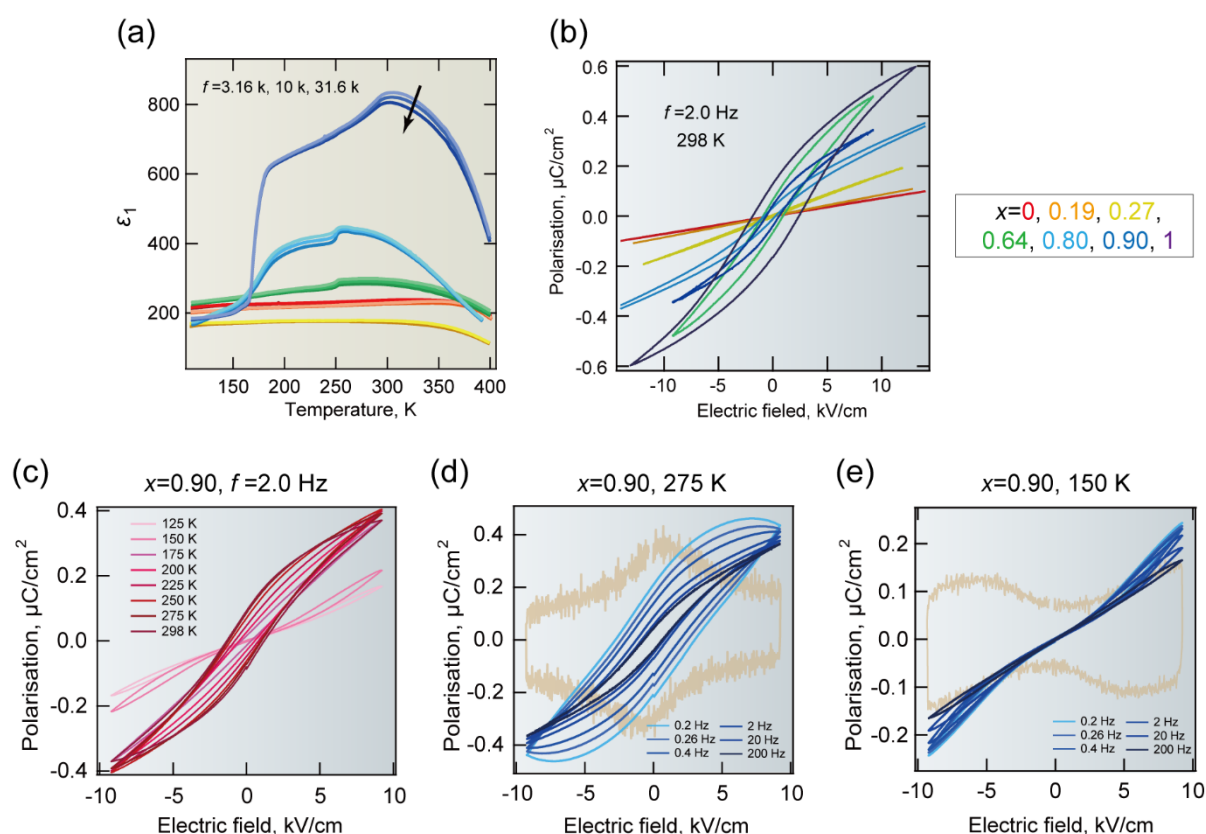 (a)
f=3.16 k, 10 k, 31.6 k
ε1
800
600
400
200
150 200 250 300 350 400
Temperature, K
(b)
f=2.0 Hz
298 K
Polarisation, µC/cm²
0.6
0.4
0.2
0.0
-0.2
-0.4
-0.6
-10 -5 0 5 10
Electric fieled, kV/cm
x=0, 0.19, 0.27,
0.64, 0.80, 0.90, 1
(c)
x=0.90, f=2.0 Hz
125 K
150 K
175 K
200 K
225 K
250 K
275 K
298 K
Polarisation, µC/cm²
0.4
0.2
0.0
-0.2
-0.4
-10 -5 0 5 10
Electric field, kV/cm
(d)
x=0.90, 275 K
Polarisation, µC/cm²
0.4
0.2
0.0
-0.2
-0.4
0.2 Hz 2 Hz
0.26 Hz 20 Hz
0.4 Hz 200 Hz
-10 -5 0 5 10
Electric field, kV/cm
(e)
x=0.90, 150 K
Polarisation, µC/cm²
0.2
0.1
0.0
-0.1
-0.2
0.2 Hz 2 Hz
0.26 Hz 20 Hz
0.4 Hz 200 Hz
-10 -5 0 5 10
Electric field, kV/cm